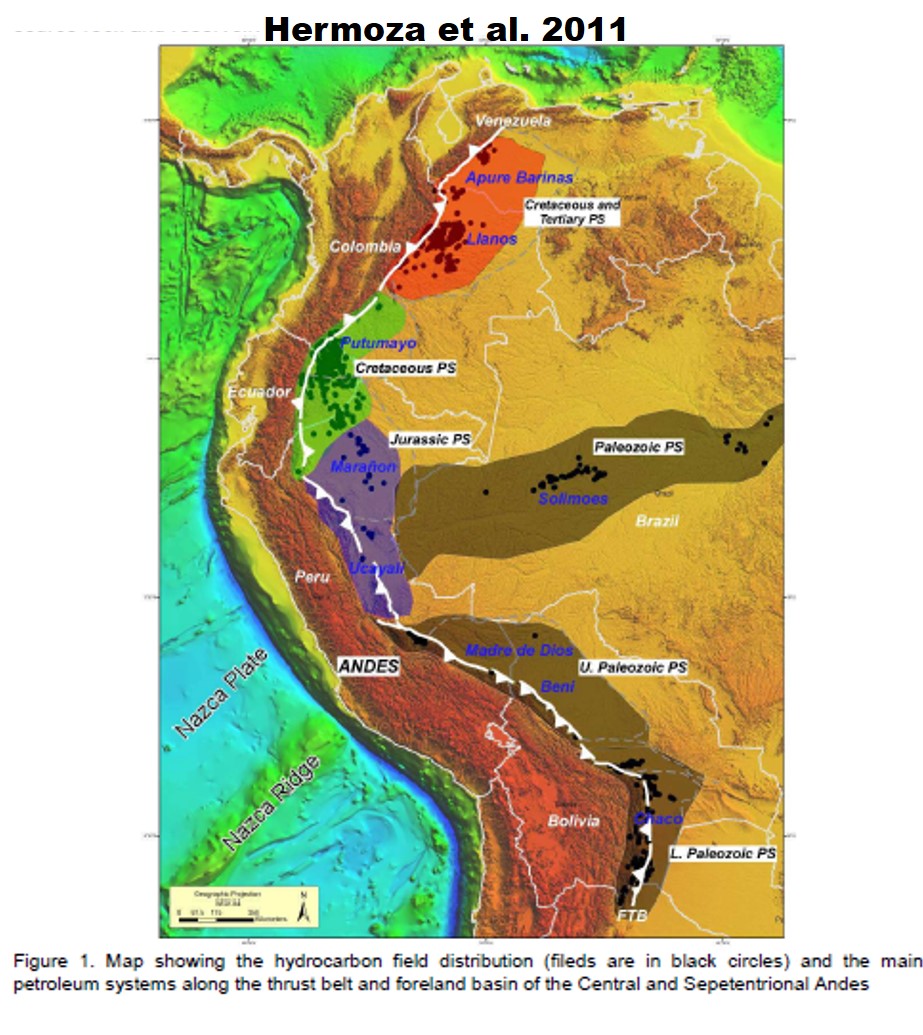 Hermoza et al. 2011
Venezuela
Apure Barinas
Cretaceous and
Tertiary PS
Llanos
Colombia
Putumayo
Cretaceous PS
Ecuador
Jurassic PS
Marañon
Paleozoic PS
Solimoes
Brazil
Ucayali
Peru
Madre de Dios
ANDES
U. Paleozoic PS
Beni
Nazca Plate
Nazca Ridge
Bolivia
Chaco
L. Paleozoic PS
FTB
Geographic Projection
N
Figure 1. Map showing the hydrocarbon field distribution (fileds are in black circles) and the main
petroleum systems along the thrust belt and foreland basin of the Central and Sepetentrional Andes